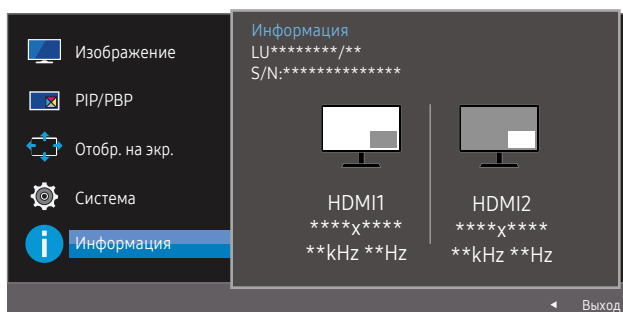 Изображение
PIP/PBP
Отобр. на экр.
Система
Информация
Информация
LU********/**
S/N:**************
HDMI1
****x****
**kHz **Hz
HDMI2
****x****
**kHz **Hz
Выход